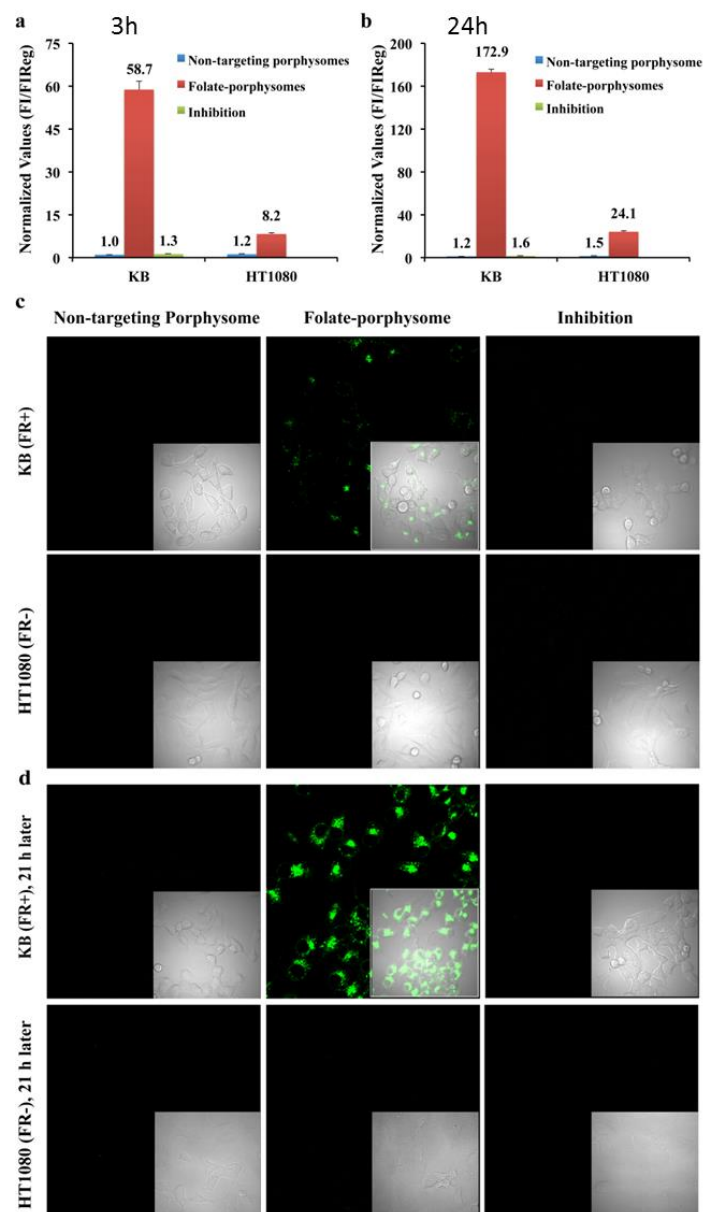 a
3h
Normalized Values (FI/FIReg)
75
60
45
30
15
0
58.7
8.2
1.0
1.3
1.2
KB
HT1080
Non-targeting porphysomes
Folate-porphysomes
Inhibition
b
24h
Normalized Values (FI/FIReg)
200
160
120
80
40
0
172.9
24.1
1.2
1.6
1.5
KB
HT1080
Non-targeting porphysome
Folate-porphysomes
Inhibition
c
Non-targeting Porphysome
Folate-porphysome
Inhibition
KB (FR+)
HT1080 (FR-)
d
KB (FR+), 21 h later
HT1080 (FR-), 21 h later